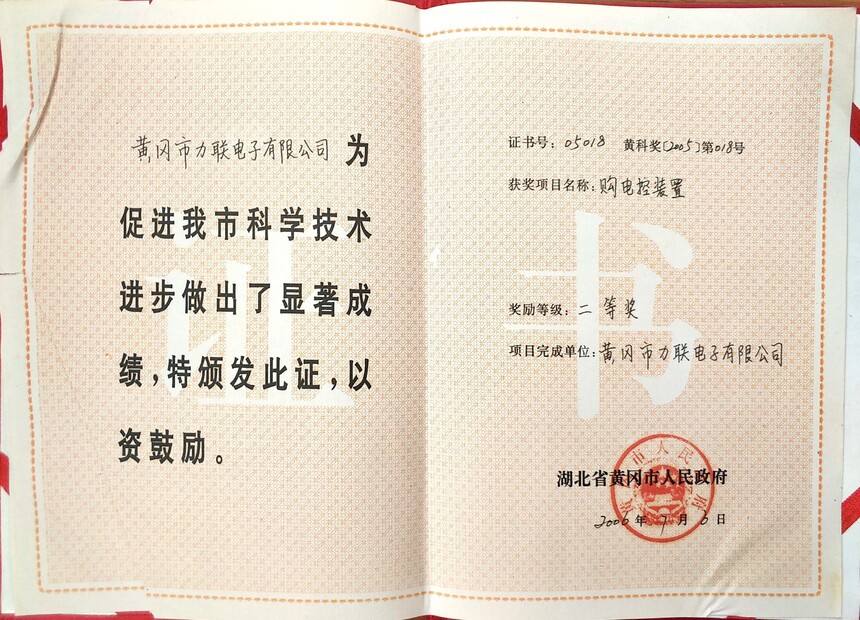 黄冈市力联电子有限公司为
促进我市科学技术
进步做出了显著成
绩,特颁发此证,以
资鼓励。
证书
证书号:05018 黄科奖〔2005〕第018号
获奖项目名称:购电控装置
奖励等级:二等奖
项目完成单位:黄冈市力联电子有限公司
湖北省黄冈市人民政府
2006年7月6日